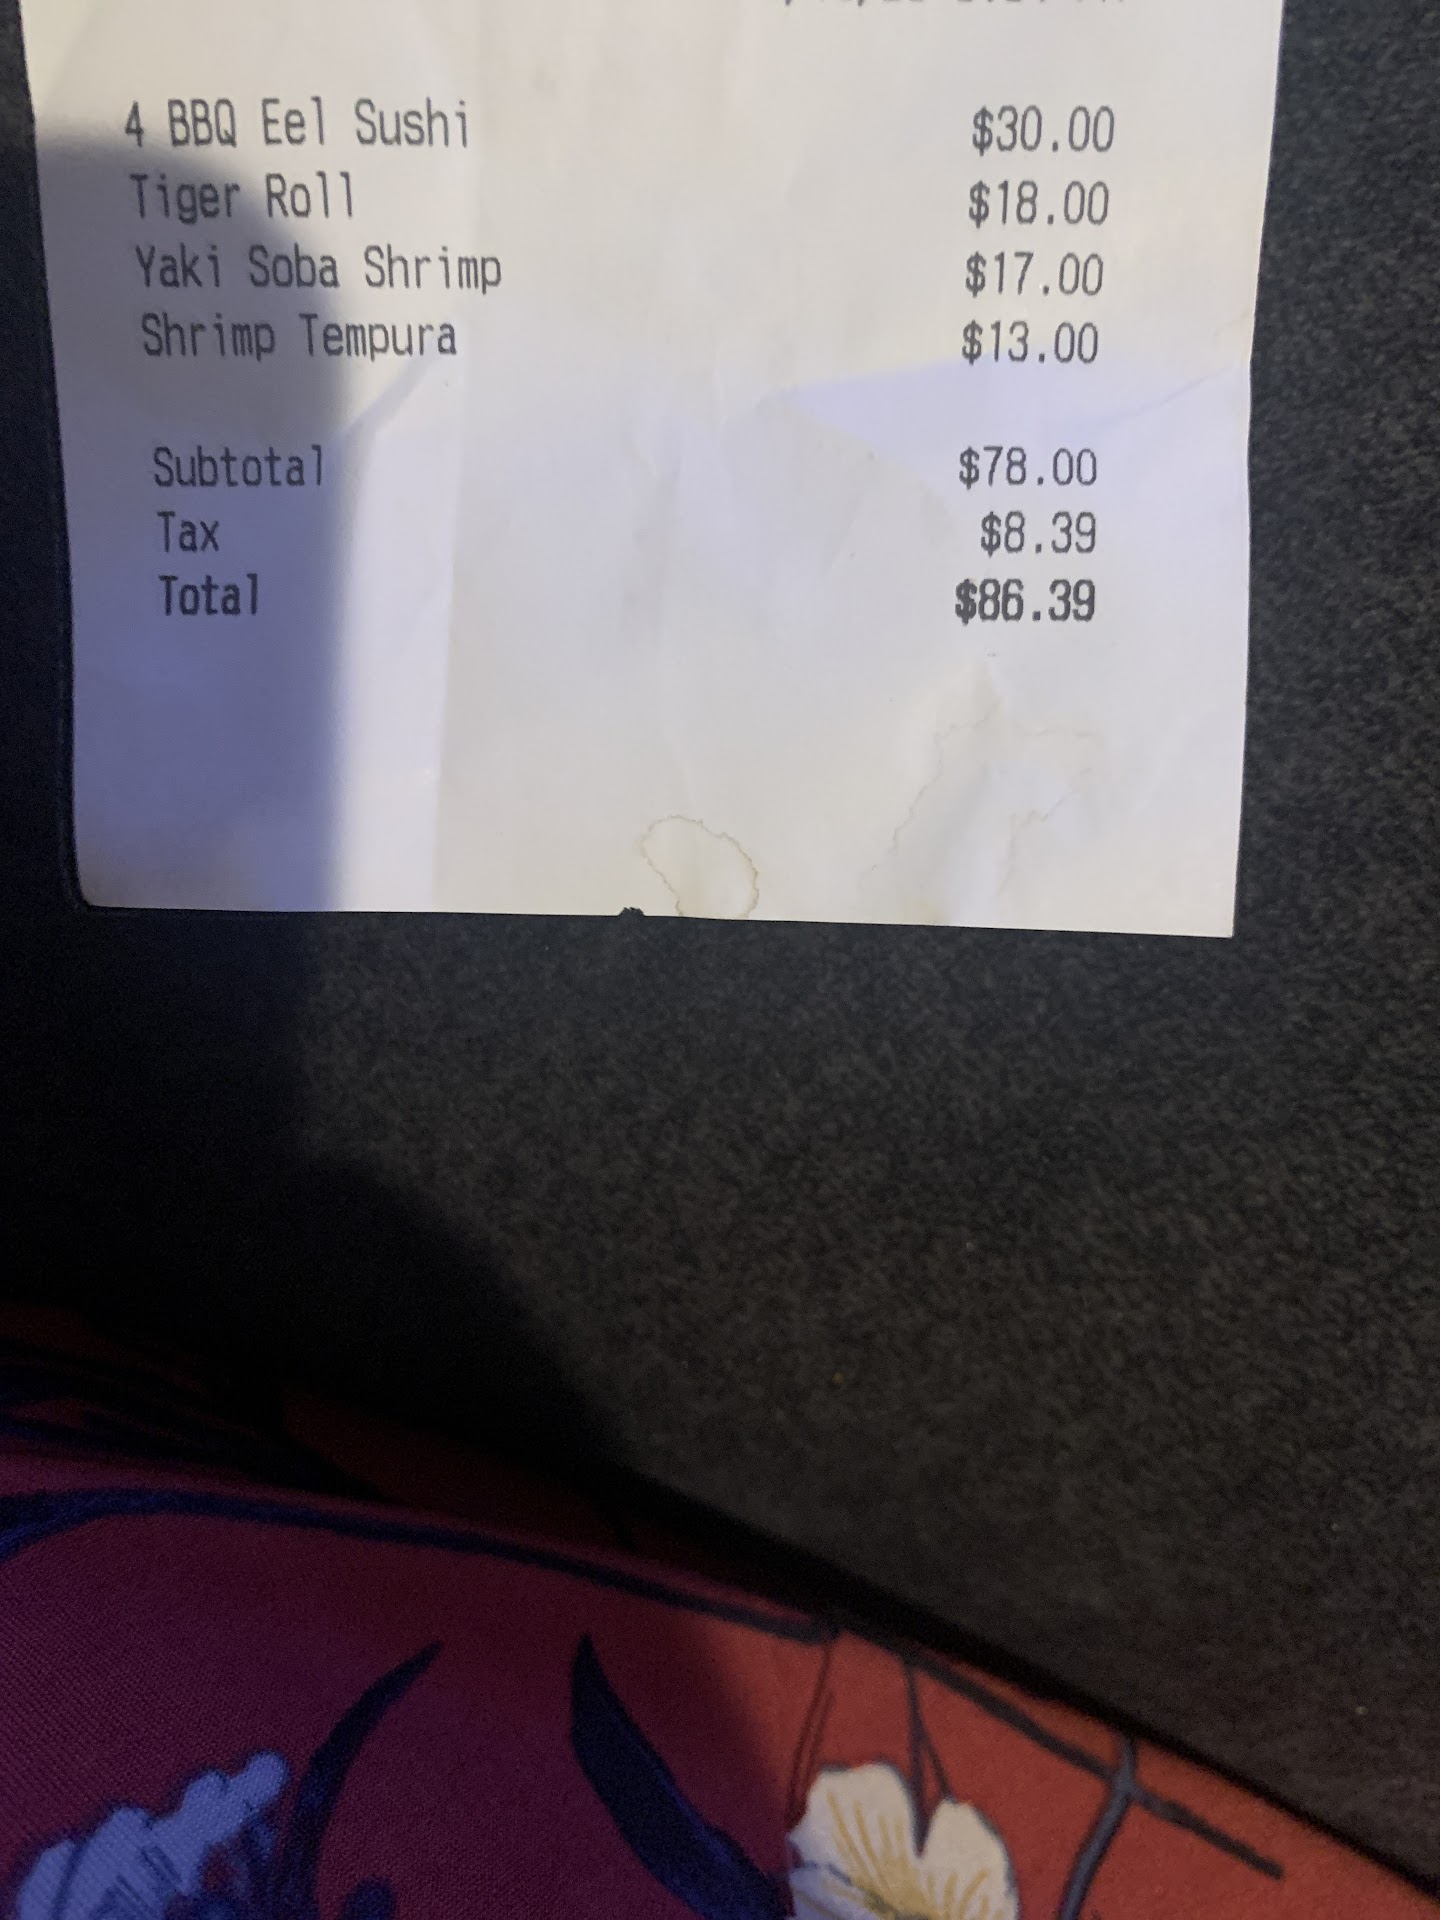 4 BBQ Eel Sushi $30.00
Tiger Roll $18.00
Yaki Soba Shrimp $17.00
Shrimp Tempura $13.00
Subtotal $78.00
Tax $8.39
Total $86.39